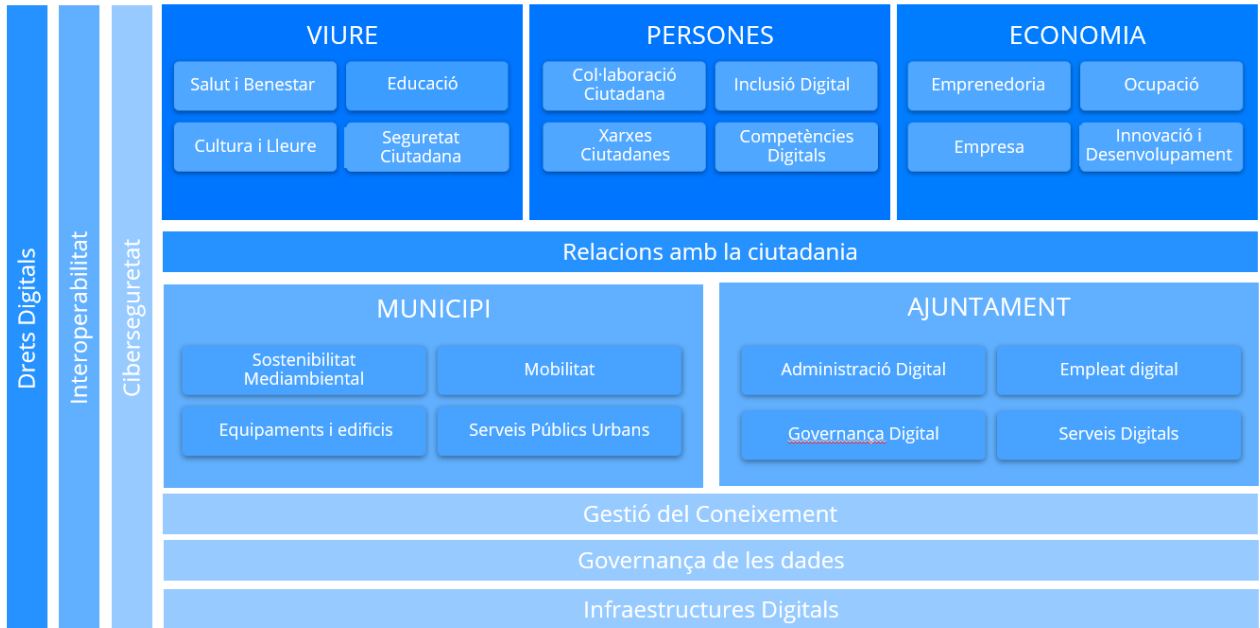 Drets Digitals
Interoperabilitat
Ciberseguretat
VIURE
Salut i Benestar
Educació
Cultura i Lleure
Seguretat
Ciutadana
PERSONES
Col·laboració
Ciutadana
Inclusió Digital
Xarxes
Ciutadanes
Competències
Digitals
ECONOMIA
Emprenedoria
Ocupació
Empresa
Innovació i
Desenvolupament
Relacions amb la ciutadania
MUNICIPI
Sostenibilitat
Mediambiental
Mobilitat
Equipaments i edificis
Serveis Públics Urbans
AJUNTAMENT
Administració Digital
Empleat digital
Governança Digital
Serveis Digitals
Gestió del Coneixement
Governança de les dades
Infraestructures Digitals